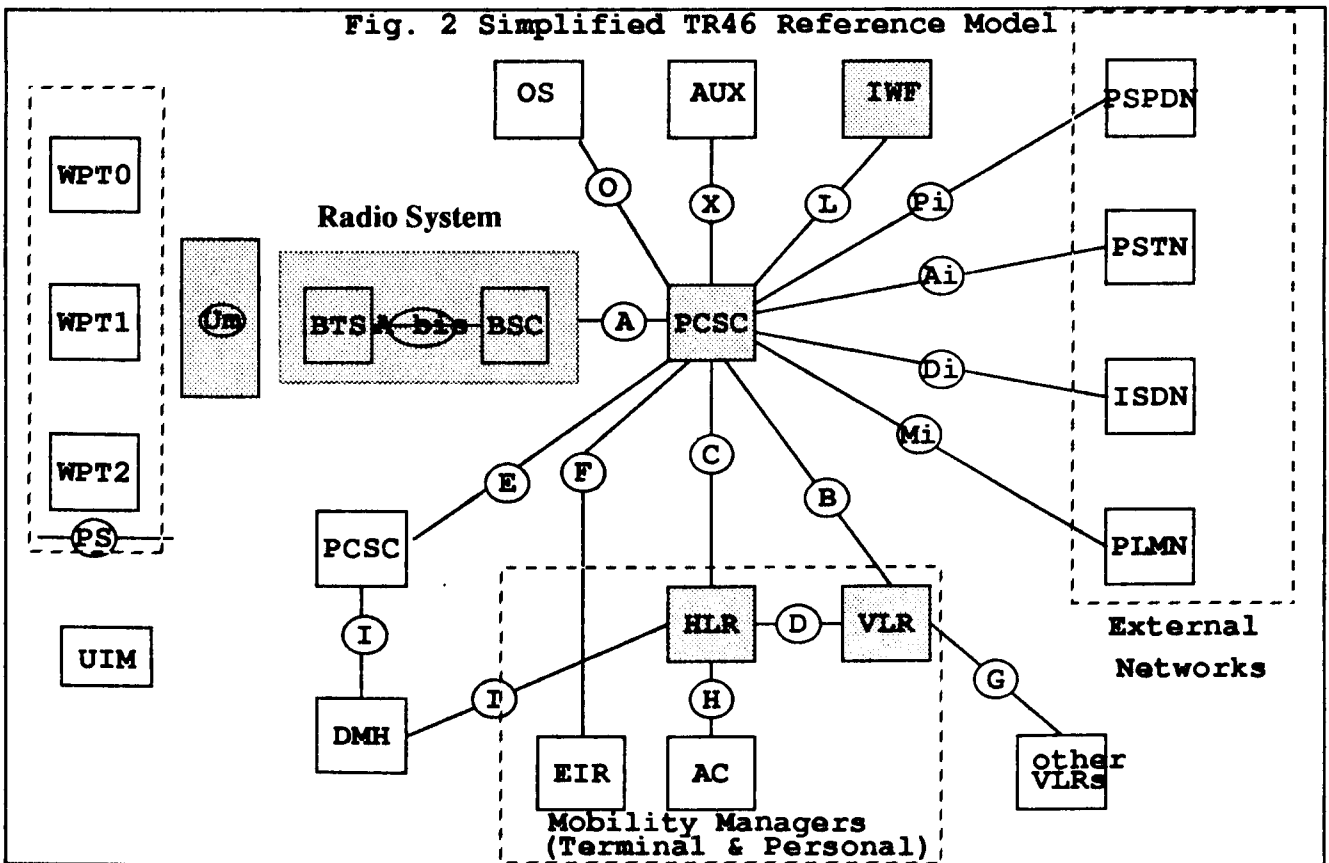 Fig. 2 Simplified TR46 Reference Model
OS
AUX
IWF
PSPDN
WPT0
O
X
L
Pi
Radio System
PSTN
Ai
Um
BTS
A bis
BSC
A
PCSC
WPT1
Di
ISDN
Mi
WPT2
E
F
C
B
PS
PCSC
PLMN
I
HLR
D
VLR
External
Networks
UIM
I
H
G
DMH
EIR
AC
other
VLRs
Mobility Managers
(Terminal & Personal)